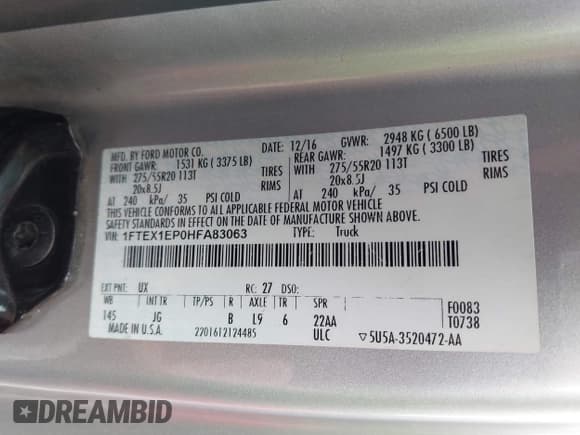 MFD. BY FORD MOTOR CO. 12/16 GVWR: 2948 KG ( 6500 LB)
FRONT GAWR: 1531 KG ( 3375 LB) REAR GAWR: 1497 KG ( 3300 LB)
WITH 275/55R20 113T TIRES WITH 275/55R20 113T TIRES
20x8.5J RIMS 20x8.5J RIMS
AT 240 kPa/ 35 PSI COLD AT 240 kPa/ 35 PSI COLD
THIS VEHICLE CONFORMS TO ALL APPLICABLE FEDERAL MOTOR VEHICLE
SAFETY STANDARDS IN EFFECT ON THE DATE OF MANUFACTURE SHOWN ABOVE.
VIN: 1FTEX1EP0HFA83063 TYPE: Truck
EXT PNT: UX RC: 27 DSO:
WB INT TR TP/PS R AXLE TR SPR F0083
145 JG B L9 6 22AA T0738
MADE IN U.S.A. 2201612124485 ULC ▽5U5A-3520472-AA
DREAMBID